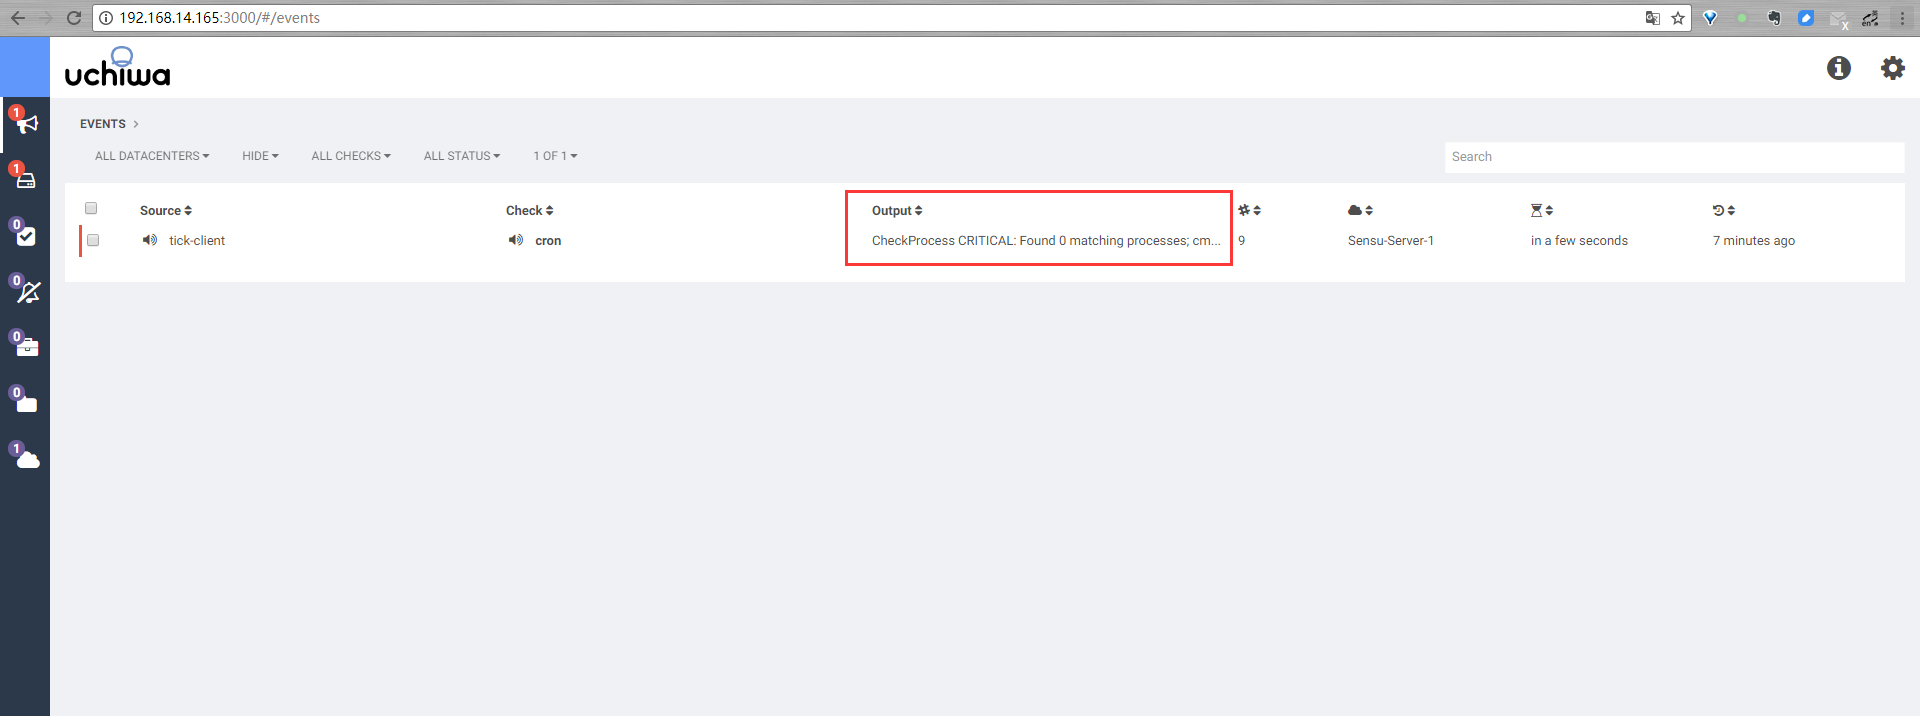 192.168.14.165:3000/#/events
en
x
uchiwa
1
1
0
0
0
0
1
EVENTS >
ALL DATACENTERS
HIDE
ALL CHECKS
ALL STATUS
1 OF 1
Search
Source
Check
Output
tick-client
cron
CheckProcess CRITICAL: Found 0 matching processes; cm...
9
Sensu-Server-1
in a few seconds
7 minutes ago